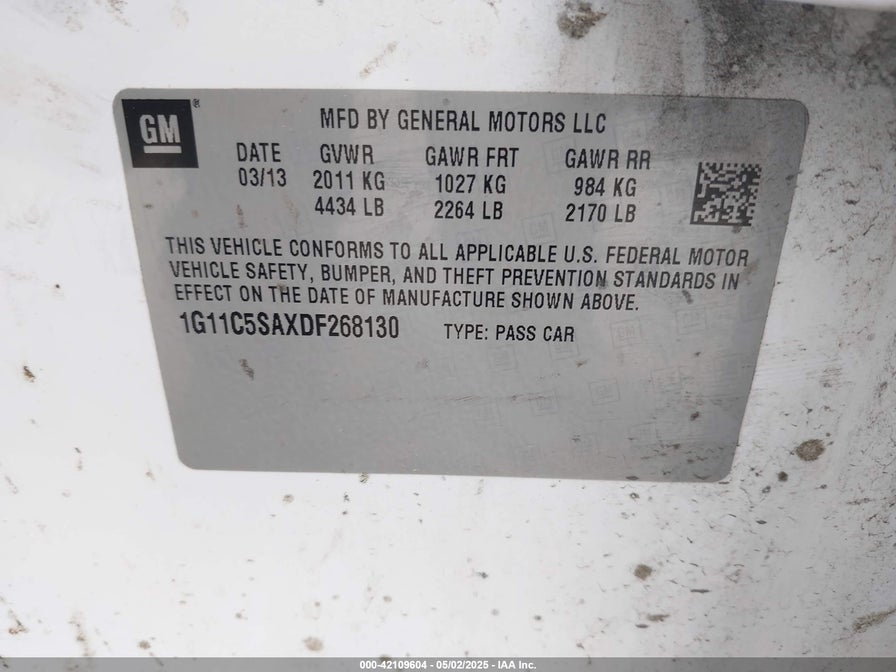 GM
MFD BY GENERAL MOTORS LLC
DATE GVWR GAWR FRT GAWR RR
03/13 2011 KG 1027 KG 984 KG
4434 LB 2264 LB 2170 LB
THIS VEHICLE CONFORMS TO ALL APPLICABLE U.S. FEDERAL MOTOR
VEHICLE SAFETY, BUMPER, AND THEFT PREVENTION STANDARDS IN
EFFECT ON THE DATE OF MANUFACTURE SHOWN ABOVE.
1G11C5SAXDF268130 TYPE: PASS CAR
000-42109604 - 05/02/2025 - IAA Inc.